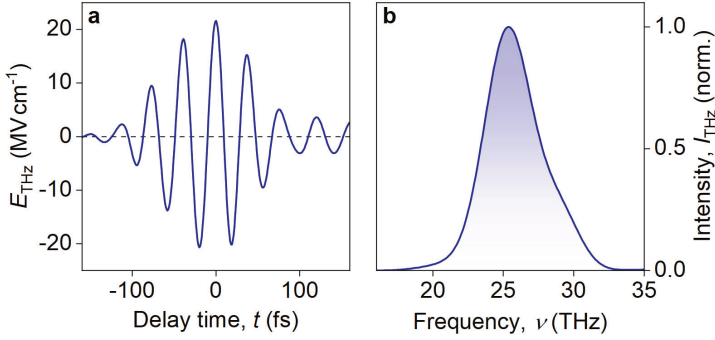 a
20
10
0
-10
-20
E_THz (MV cm⁻¹)
-100
0
100
Delay time, t (fs)
b
1.0
0.5
0.0
Intensity, I_THz (norm.)
20
25
30
35
Frequency, ν (THz)